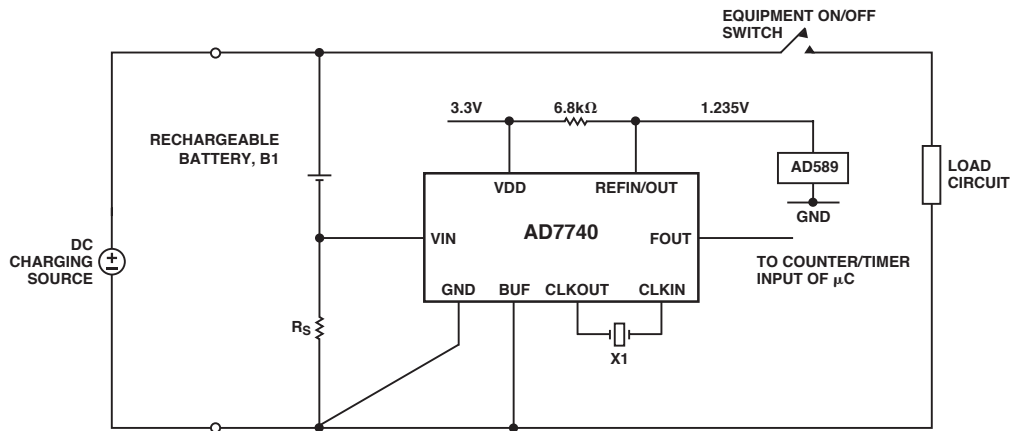 EQUIPMENT ON/OFF
SWITCH
3.3V
6.8kΩ
1.235V
RECHARGEABLE
BATTERY, B1
AD589
LOAD
CIRCUIT
VDD
REFIN/OUT
GND
AD7740
VIN
FOUT
DC
CHARGING
SOURCE
TO COUNTER/TIMER
INPUT OF μC
GND
BUF
CLKOUT
CLKIN
RS
X1